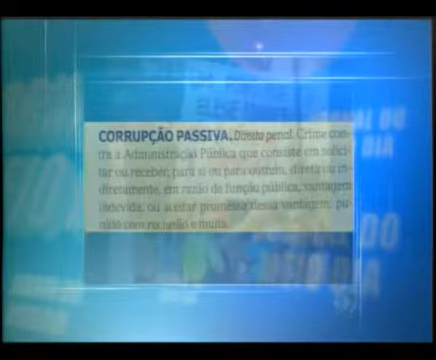 CORRUPÇÃO PASSIVA. Direito penal. Crime con-
tra a Administração Pública que consiste em solici-
tar ou receber, para si ou para outrem, direta ou in-
diretamente, em razão de função pública, vantagem
indevida, ou aceitar promessa dessa vantagem, pu-
nido com reclusão e multa.